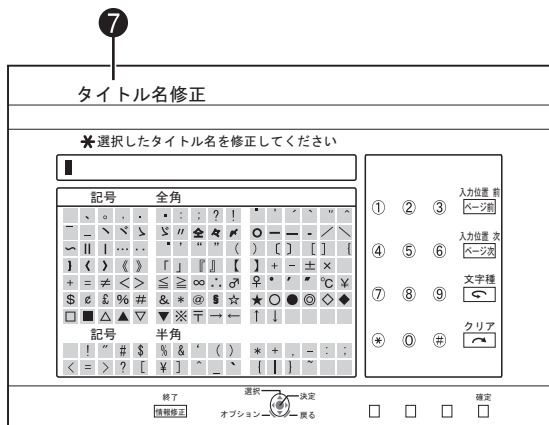 7
タイトル名修正
*選択したタイトル名を修正してください
記号 全角
、 。 , . ・ : ; ? !
<> ≦ ≧ ∞ ∴ ♂ ♀ ° ′ ″ ℃ ¥
$ ¢ £ % # & * @ § ☆ ★ ○ ● ◎ ◇ ◆
□ ■ △ ▲ ▽ ▼ ※ 〒 → ← ↑ ↓
記号 半角
! " # $ % & ' ( ) * + , - . :
< = > ? [ ¥ ] ^ _ ` { | } ~
① ② ③ 入力位置 前 ページ前
④ ⑤ ⑥ 入力位置 次 ページ次
⑦ ⑧ ⑨ 文字種
* ⓪ # クリア
終了
情報修正
選択
決定
オプション
戻る
確定